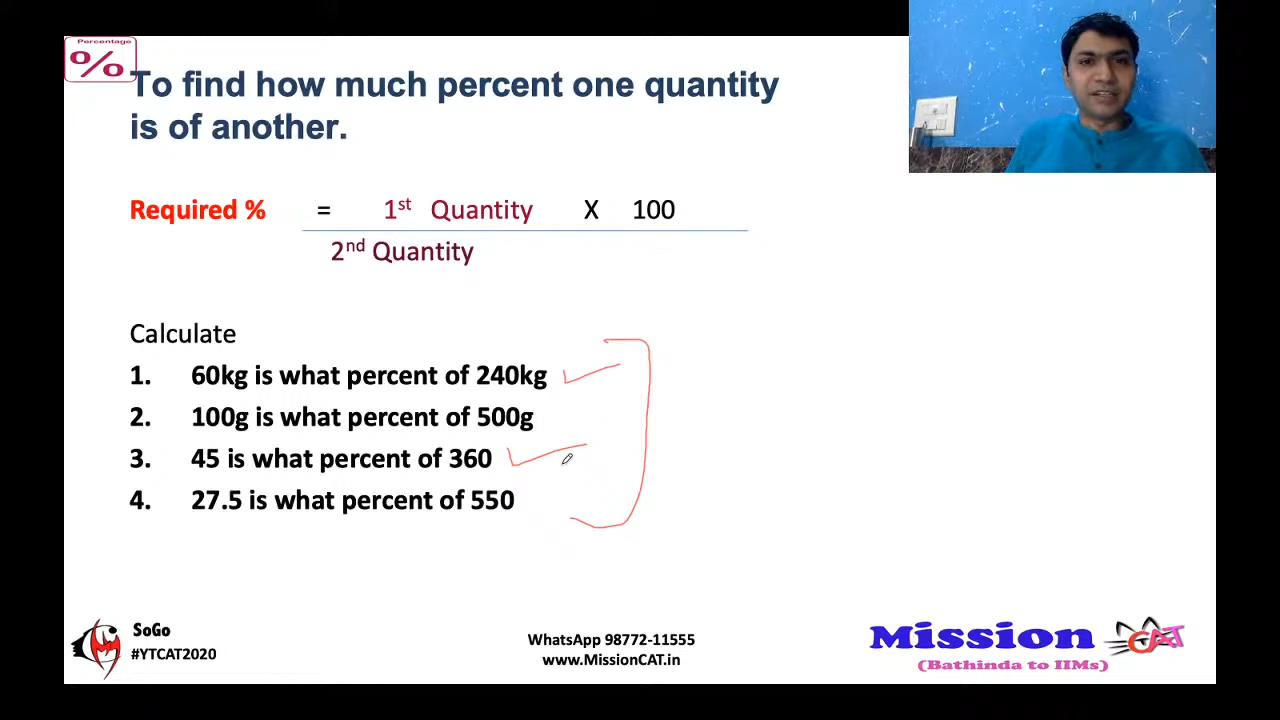 Percentage
%
To find how much percent one quantity
is of another.
Required % = 1st Quantity X 100
2nd Quantity
Calculate
1. 60kg is what percent of 240kg
2. 100g is what percent of 500g
3. 45 is what percent of 360
4. 27.5 is what percent of 550
SoGo
#YTCAT2020
WhatsApp 98772-11555
www.MissionCAT.in
Mission CAT
(Bathinda to IIMs)